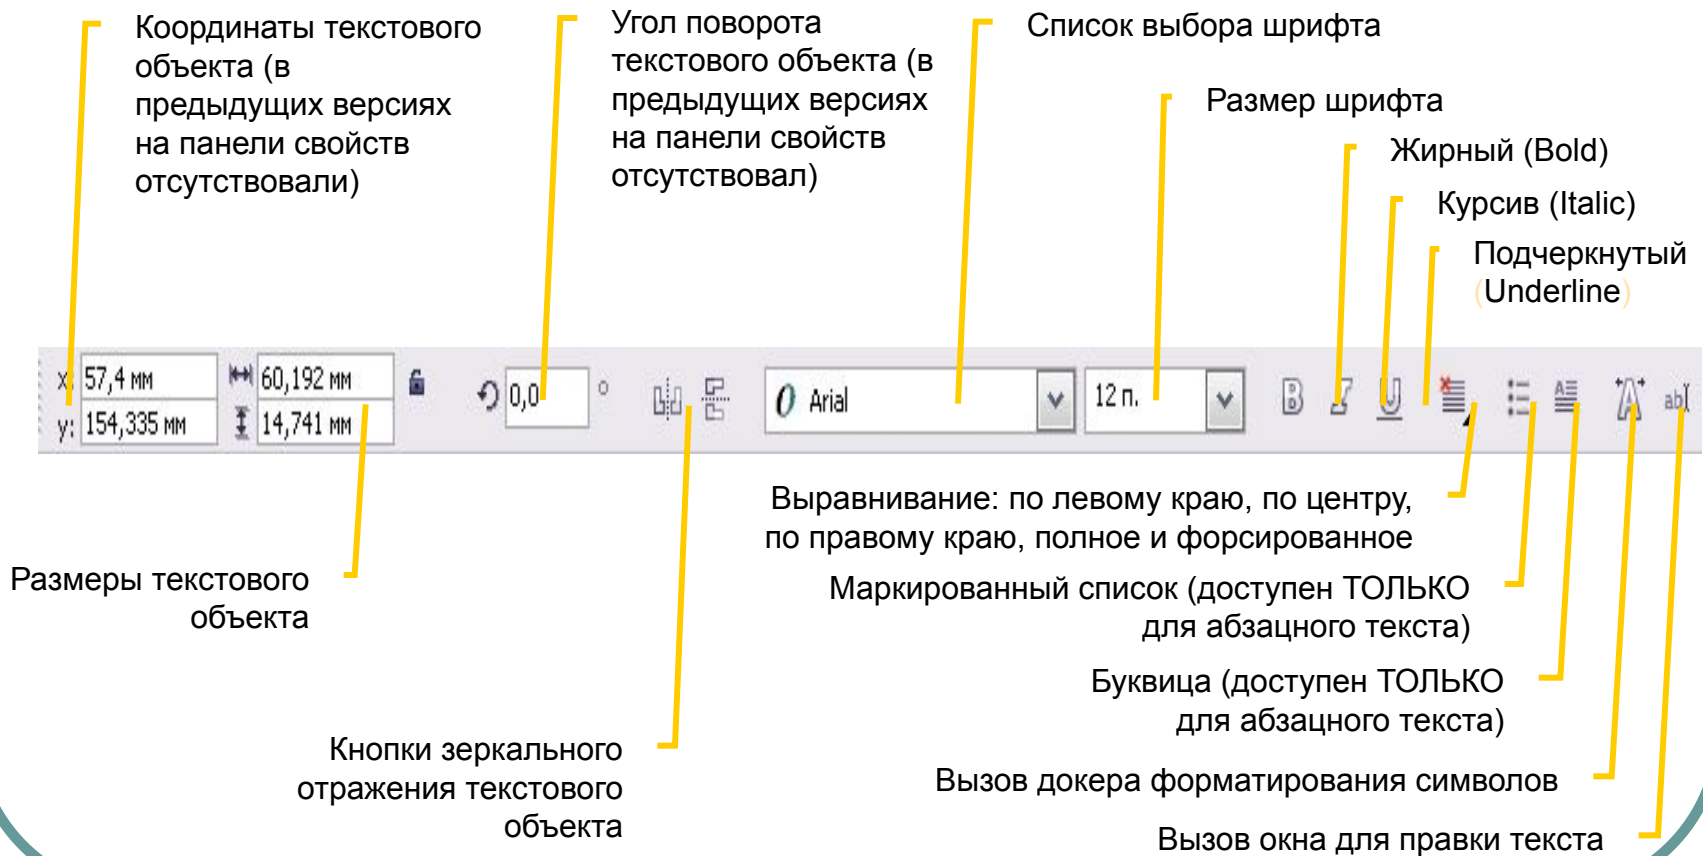 Координаты текстового
объекта (в
предыдущих версиях
на панели свойств
отсутствовали)
Угол поворота
текстового объекта (в
предыдущих версиях
на панели свойств
отсутствовал)
Список выбора шрифта
Размер шрифта
Жирный (Bold)
Курсив (Italic)
Подчеркнутый
(Underline)
x: 57,4 мм 60,192 мм
y: 154,335 мм 14,741 мм
0,0 °
O Arial
12 п.
B I U
A
A
ab
Выравнивание: по левому краю, по центру,
по правому краю, полное и форсированное
Размеры текстового
объекта
Маркированный список (доступен ТОЛЬКО
для абзацного текста)
Буквица (доступен ТОЛЬКО
для абзацного текста)
Кнопки зеркального
отражения текстового
объекта
Вызов докера форматирования символов
Вызов окна для правки текста